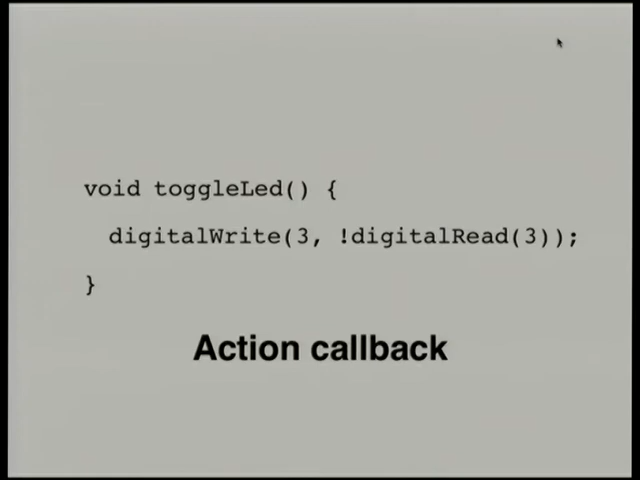 void toggleLed() {
digitalWrite(3, !digitalRead(3));
}
Action callback